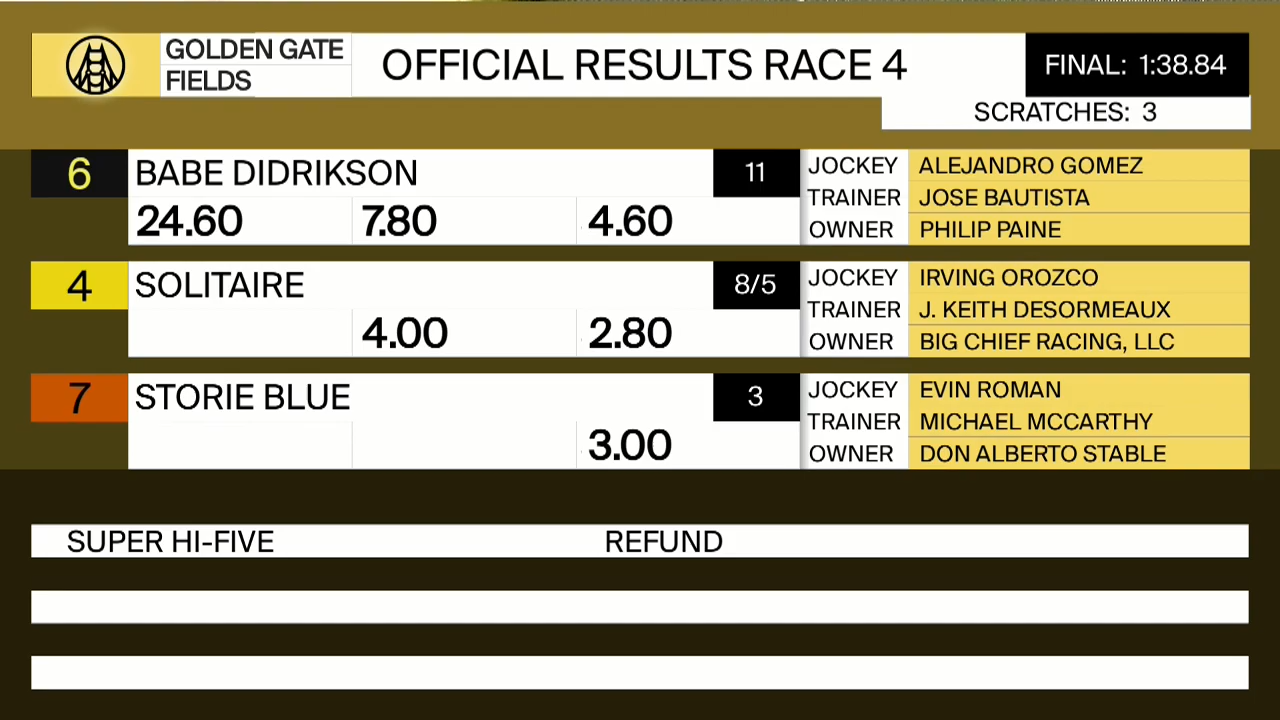 GOLDEN GATE
FIELDS
OFFICIAL RESULTS RACE 4
FINAL: 1:38.84
SCRATCHES: 3
6 BABE DIDRIKSON 11
24.60 7.80 4.60
JOCKEY ALEJANDRO GOMEZ
TRAINER JOSE BAUTISTA
OWNER PHILIP PAINE
4 SOLITAIRE 8/5
4.00 2.80
JOCKEY IRVING OROZCO
TRAINER J. KEITH DESORMEAUX
OWNER BIG CHIEF RACING, LLC
7 STORIE BLUE 3
3.00
JOCKEY EVIN ROMAN
TRAINER MICHAEL MCCARTHY
OWNER DON ALBERTO STABLE
SUPER HI-FIVE REFUND